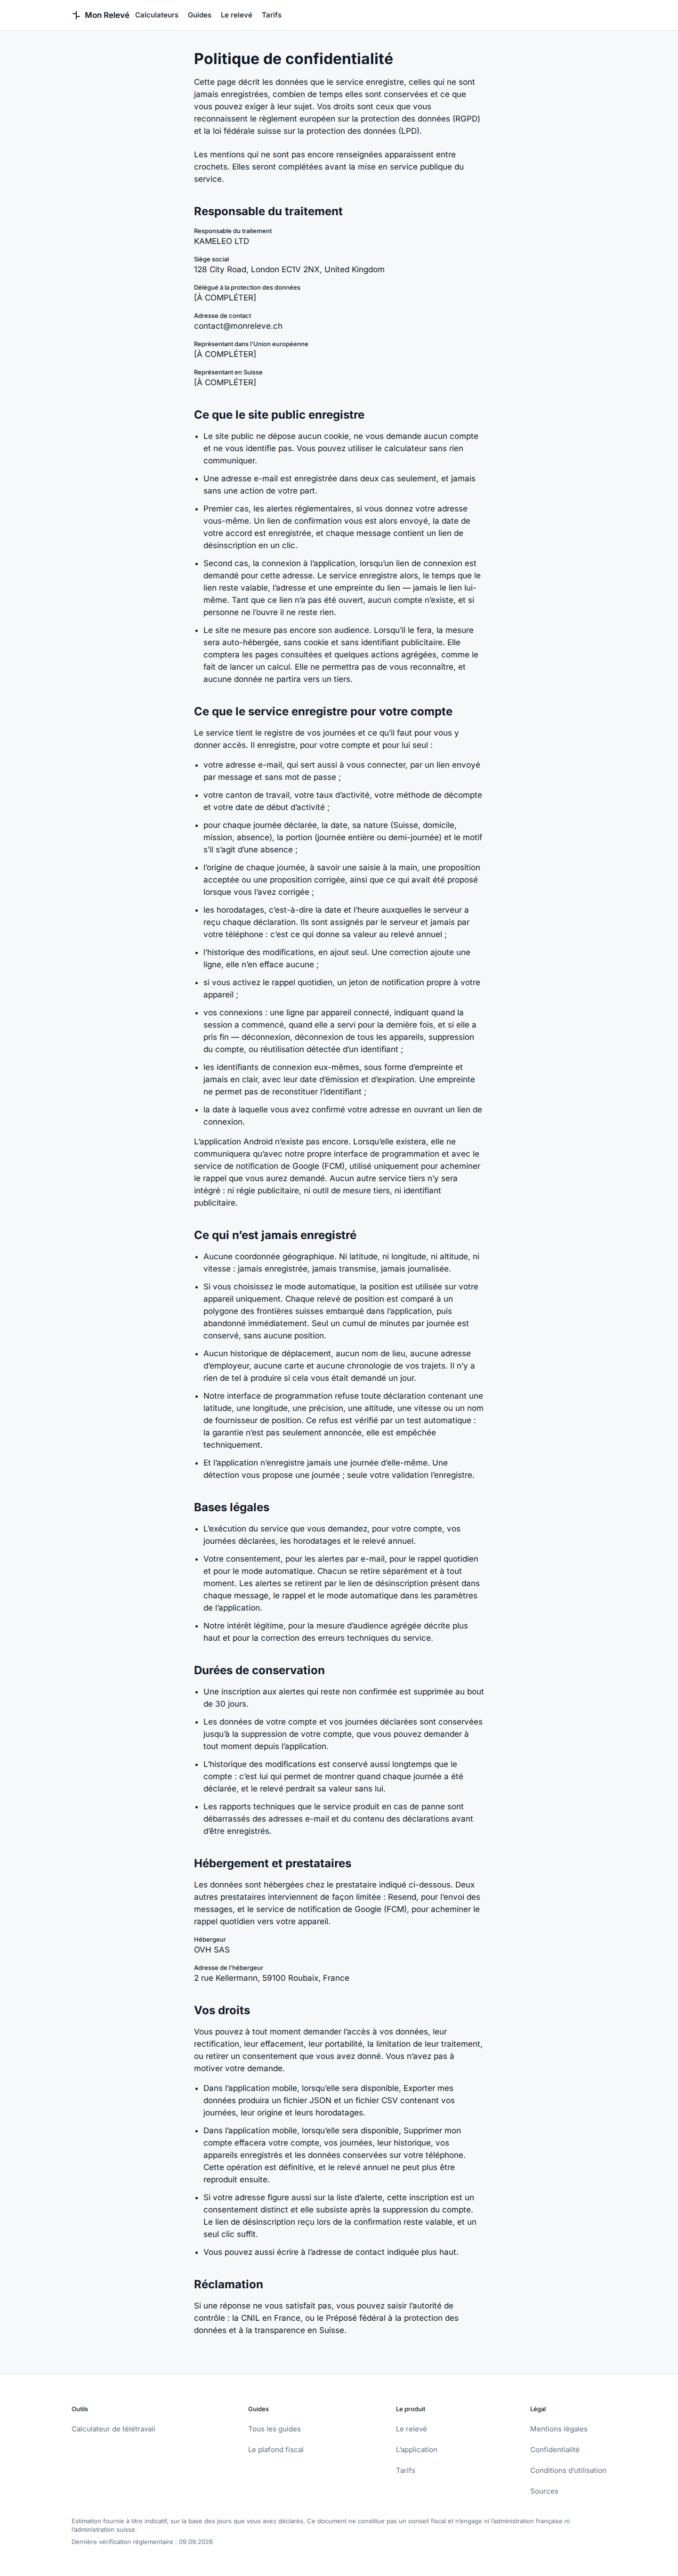 Mon Relevé Calculateurs Guides Le relevé Tarifs
Politique de confidentialité
Cette page décrit les données que le service enregistre, celles qui ne sont
jamais enregistrées, combien de temps elles sont conservées et ce que
vous pouvez exiger à leur sujet. Vos droits sont ceux que vous
reconnaissent le règlement européen sur la protection des données (RGPD)
et la loi fédérale suisse sur la protection des données (LPD).
Les mentions qui ne sont pas encore renseignées apparaissent entre
crochets. Elles seront complétées avant la mise en service publique du
service.
Responsable du traitement
Responsable du traitement
KAMELEO LTD
Siège social
128 City Road, London EC1V 2NX, United Kingdom
Délégué à la protection des données
[À COMPLÉTER]
Adresse de contact
contact@monreleve.ch
Représentant dans l’Union européenne
[À COMPLÉTER]
Représentant en Suisse
[À COMPLÉTER]
Ce que le site public enregistre
• Le site public ne dépose aucun cookie, ne vous demande aucun compte
et ne vous identifie pas. Vous pouvez utiliser le calculateur sans rien
communiquer.
• Une adresse e-mail est enregistrée dans deux cas seulement, et jamais
sans une action de votre part.
• Premier cas, les alertes réglementaires, si vous donnez votre adresse
vous-même. Un lien de confirmation vous est alors envoyé, la date de
votre accord est enregistrée, et chaque message contient un lien de
désinscription en un clic.
• Second cas, la connexion à l’application, lorsqu’un lien de connexion est
demandé pour cette adresse. Le service enregistre alors, le temps que le
lien reste valable, l’adresse et une empreinte du lien — jamais le lien lui-
même. Tant que ce lien n’a pas été ouvert, aucun compte n’existe, et si
personne ne l’ouvre il ne reste rien.
• Le site ne mesure pas encore son audience. Lorsqu’il le fera, la mesure
sera auto-hébergée, sans cookie et sans identifiant publicitaire. Elle
comptera les pages consultées et quelques actions agrégées, comme le
fait de lancer un calcul. Elle ne permettra pas de vous reconnaître, et
aucune donnée ne partira vers un tiers.
Ce que le service enregistre pour votre compte
Le service tient le registre de vos journées et ce qu’il faut pour vous y
donner accès. Il enregistre, pour votre compte et pour lui seul :
• votre adresse e-mail, qui sert aussi à vous connecter, par un lien envoyé
par message et sans mot de passe ;
• votre canton de travail, votre taux d’activité, votre méthode de décompte
et votre date de début d’activité ;
• pour chaque journée déclarée, la date, sa nature (Suisse, domicile,
mission, absence), la portion (journée entière ou demi-journée) et le motif
s’il s’agit d’une absence ;
• l’origine de chaque journée, à savoir une saisie à la main, une proposition
acceptée ou une proposition corrigée, ainsi que ce qui avait été proposé
lorsque vous l’avez corrigée ;
• les horodatages, c’est-à-dire la date et l’heure auxquelles le serveur a
reçu chaque déclaration. Ils sont assignés par le serveur et jamais par
votre téléphone : c’est ce qui donne sa valeur au relevé annuel ;
• l’historique des modifications, en ajout seul. Une correction ajoute une
ligne, elle n’en efface aucune ;
• si vous activez le rappel quotidien, un jeton de notification propre à votre
appareil ;
• vos connexions : une ligne par appareil connecté, indiquant quand la
session a commencé, quand elle a servi pour la dernière fois, et si elle a
pris fin — déconnexion, déconnexion de tous les appareils, suppression
du compte, ou réutilisation détectée d’un identifiant ;
• les identifiants de connexion eux-mêmes, sous forme d’empreinte et
jamais en clair, avec leur date d’émission et d’expiration. Une empreinte
ne permet pas de reconstituer l’identifiant ;
• la date à laquelle vous avez confirmé votre adresse en ouvrant un lien de
connexion.
L’application Android n’existe pas encore. Lorsqu’elle existera, elle ne
communiquera qu’avec notre propre interface de programmation et avec le
service de notification de Google (FCM), utilisé uniquement pour acheminer
le rappel que vous aurez demandé. Aucun autre service tiers n’y sera
intégré : ni régie publicitaire, ni outil de mesure tiers, ni identifiant
publicitaire.
Ce qui n’est jamais enregistré
• Aucune coordonnée géographique. Ni latitude, ni longitude, ni altitude, ni
vitesse : jamais enregistrée, jamais transmise, jamais journalisée.
• Si vous choisissez le mode automatique, la position est utilisée sur votre
appareil uniquement. Chaque relevé de position est comparé à un
polygone des frontières suisses embarqué dans l’application, puis
abandonné immédiatement. Seul un cumul de minutes par journée est
conservé, sans aucune position.
• Aucun historique de déplacement, aucun nom de lieu, aucune adresse
d’employeur, aucune carte et aucune chronologie de vos trajets. Il n’y a
rien de tel à produire si cela vous était demandé un jour.
• Notre interface de programmation refuse toute déclaration contenant une
latitude, une longitude, une précision, une altitude, une vitesse ou un nom
de fournisseur de position. Ce refus est vérifié par un test automatique :
la garantie n’est pas seulement annoncée, elle est empêchée
techniquement.
• Et l’application n’enregistre jamais une journée d’elle-même. Une
détection vous propose une journée ; seule votre validation l’enregistre.
Bases légales
• L’exécution du service que vous demandez, pour votre compte, vos
journées déclarées, les horodatages et le relevé annuel.
• Votre consentement, pour les alertes par e-mail, pour le rappel quotidien
et pour le mode automatique. Chacun se retire séparément et à tout
moment. Les alertes se retirent par le lien de désinscription présent dans
chaque message, le rappel et le mode automatique dans les paramètres
de l’application.
• Notre intérêt légitime, pour la mesure d’audience agrégée décrite plus
haut et pour la correction des erreurs techniques du service.
Durées de conservation
• Une inscription aux alertes qui reste non confirmée est supprimée au bout
de 30 jours.
• Les données de votre compte et vos journées déclarées sont conservées
jusqu’à la suppression de votre compte, que vous pouvez demander à
tout moment depuis l’application.
• L’historique des modifications est conservé aussi longtemps que le
compte : c’est lui qui permet de montrer quand chaque journée a été
déclarée, et le relevé perdrait sa valeur sans lui.
• Les rapports techniques que le service produit en cas de panne sont
débarrassés des adresses e-mail et du contenu des déclarations avant
d’être enregistrés.
Hébergement et prestataires
Les données sont hébergées chez le prestataire indiqué ci-dessous. Deux
autres prestataires interviennent de façon limitée : Resend, pour l’envoi des
messages, et le service de notification de Google (FCM), pour acheminer le
rappel quotidien vers votre appareil.
Hébergeur
OVH SAS
Adresse de l’hébergeur
2 rue Kellermann, 59100 Roubaix, France
Vos droits
Vous pouvez à tout moment demander l’accès à vos données, leur
rectification, leur effacement, leur portabilité, la limitation de leur traitement,
ou retirer un consentement que vous avez donné. Vous n’avez pas à
motiver votre demande.
• Dans l’application mobile, lorsqu’elle sera disponible, Exporter mes
données produira un fichier JSON et un fichier CSV contenant vos
journées, leur origine et leurs horodatages.
• Dans l’application mobile, lorsqu’elle sera disponible, Supprimer mon
compte effacera votre compte, vos journées, leur historique, vos
appareils enregistrés et les données conservées sur votre téléphone.
Cette opération est définitive, et le relevé annuel ne peut plus être
reproduit ensuite.
• Si votre adresse figure aussi sur la liste d’alerte, cette inscription est un
consentement distinct et elle subsiste après la suppression du compte.
Le lien de désinscription reçu lors de la confirmation reste valable, et un
seul clic suffit.
• Vous pouvez aussi écrire à l’adresse de contact indiquée plus haut.
Réclamation
Si une réponse ne vous satisfait pas, vous pouvez saisir l’autorité de
contrôle : la CNIL en France, ou le Préposé fédéral à la protection des
données et à la transparence en Suisse.
Outils
Calculateur de télétravail
Guides
Tous les guides
Le plafond fiscal
Le produit
Le relevé
L’application
Tarifs
Légal
Mentions légales
Confidentialité
Conditions d’utilisation
Sources
Estimation fournie à titre indicatif, sur la base des jours que vous avez déclarés. Ce document ne constitue pas un conseil fiscal et n’engage ni l’administration française ni
l’administration suisse.
Dernière vérification réglementaire : 09.09.2026